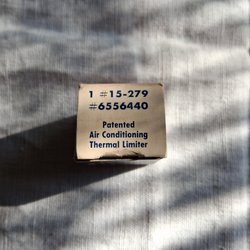 1 #15-279
#6556440
Patented
Air Conditioning
Thermal Limiter